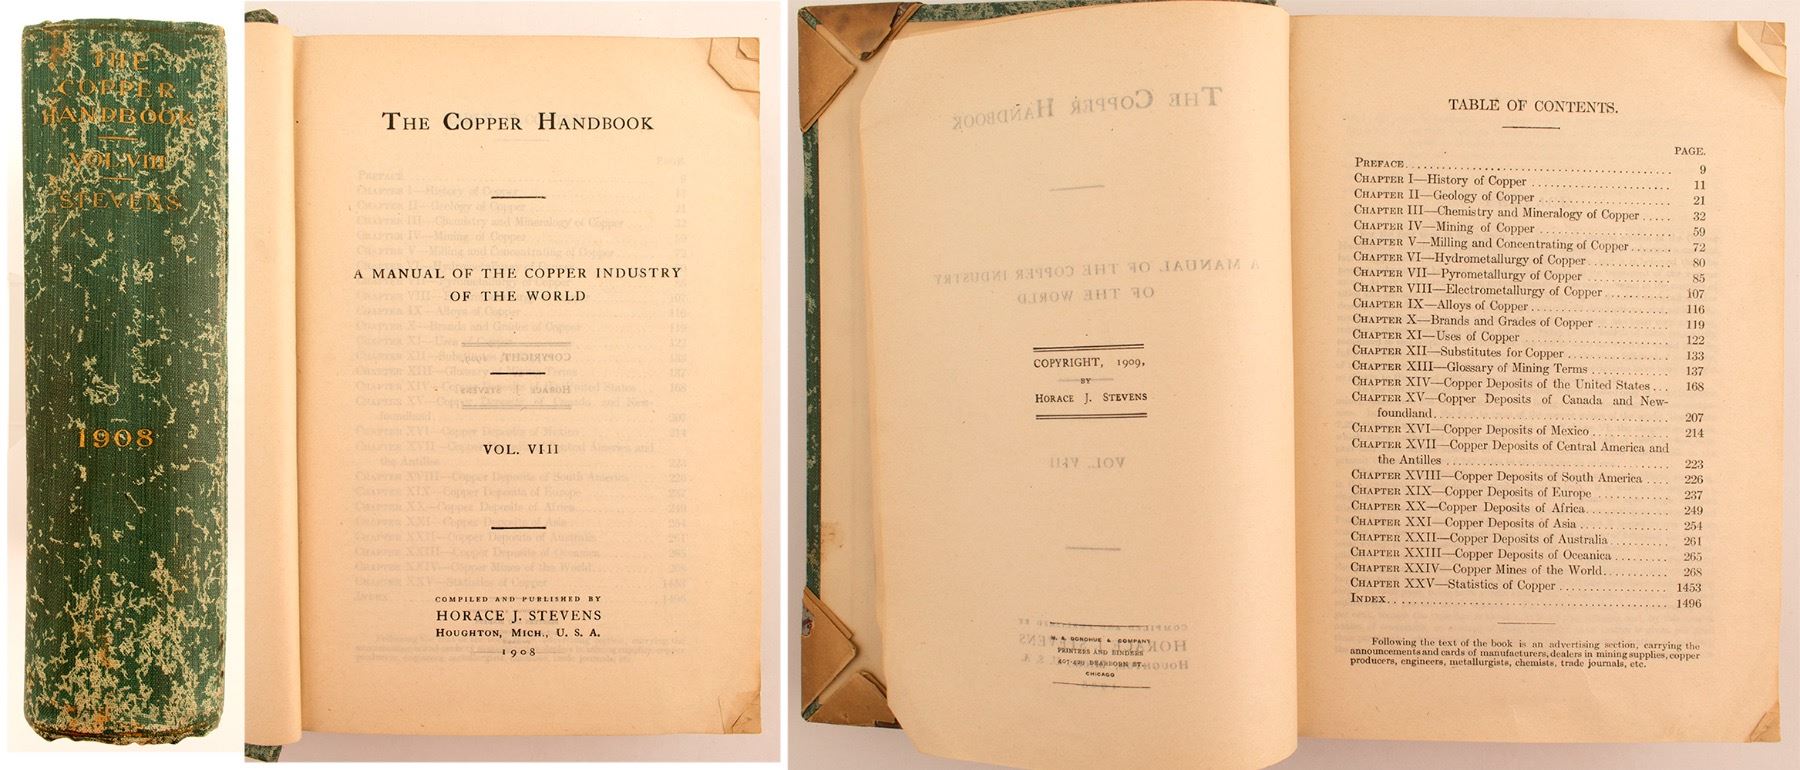 THE
COPPER
HANDBOOK
VOL. VIII
STEVENS
1908
THE COPPER HANDBOOK
A MANUAL OF THE COPPER INDUSTRY
OF THE WORLD
VOL. VIII
COMPILED AND PUBLISHED BY
HORACE J. STEVENS
HOUGHTON, MICH., U. S. A.
1908
COPYRIGHT, 1909,
BY
HORACE J. STEVENS
M. A. DONOHUE & COMPANY
PRINTERS AND BINDERS
407-429 DEARBORN ST.
CHICAGO
TABLE OF CONTENTS.
PAGE.
PREFACE 9
CHAPTER I—History of Copper 11
CHAPTER II—Geology of Copper 21
CHAPTER III—Chemistry and Mineralogy of Copper 32
CHAPTER IV—Mining of Copper 59
CHAPTER V—Milling and Concentrating of Copper 72
CHAPTER VI—Hydrometallurgy of Copper 80
CHAPTER VII—Pyrometallurgy of Copper 85
CHAPTER VIII—Electrometallurgy of Copper 107
CHAPTER IX—Alloys of Copper 116
CHAPTER X—Brands and Grades of Copper 119
CHAPTER XI—Uses of Copper 122
CHAPTER XII—Substitutes for Copper 133
CHAPTER XIII—Glossary of Mining Terms 137
CHAPTER XIV—Copper Deposits of the United States 168
CHAPTER XV—Copper Deposits of Canada and New-
foundland 207
CHAPTER XVI—Copper Deposits of Mexico 214
CHAPTER XVII—Copper Deposits of Central America and
the Antilles 223
CHAPTER XVIII—Copper Deposits of South America 226
CHAPTER XIX—Copper Deposits of Europe 237
CHAPTER XX—Copper Deposits of Africa 249
CHAPTER XXI—Copper Deposits of Asia 254
CHAPTER XXII—Copper Deposits of Australia 261
CHAPTER XXIII—Copper Deposits of Oceanica 265
CHAPTER XXIV—Copper Mines of the World 268
CHAPTER XXV—Statistics of Copper 1453
INDEX 1496
Following the text of the book is an advertising section, carrying the
announcements and cards of manufacturers, dealers in mining supplies, copper
producers, engineers, metallurgists, chemists, trade journals, etc.